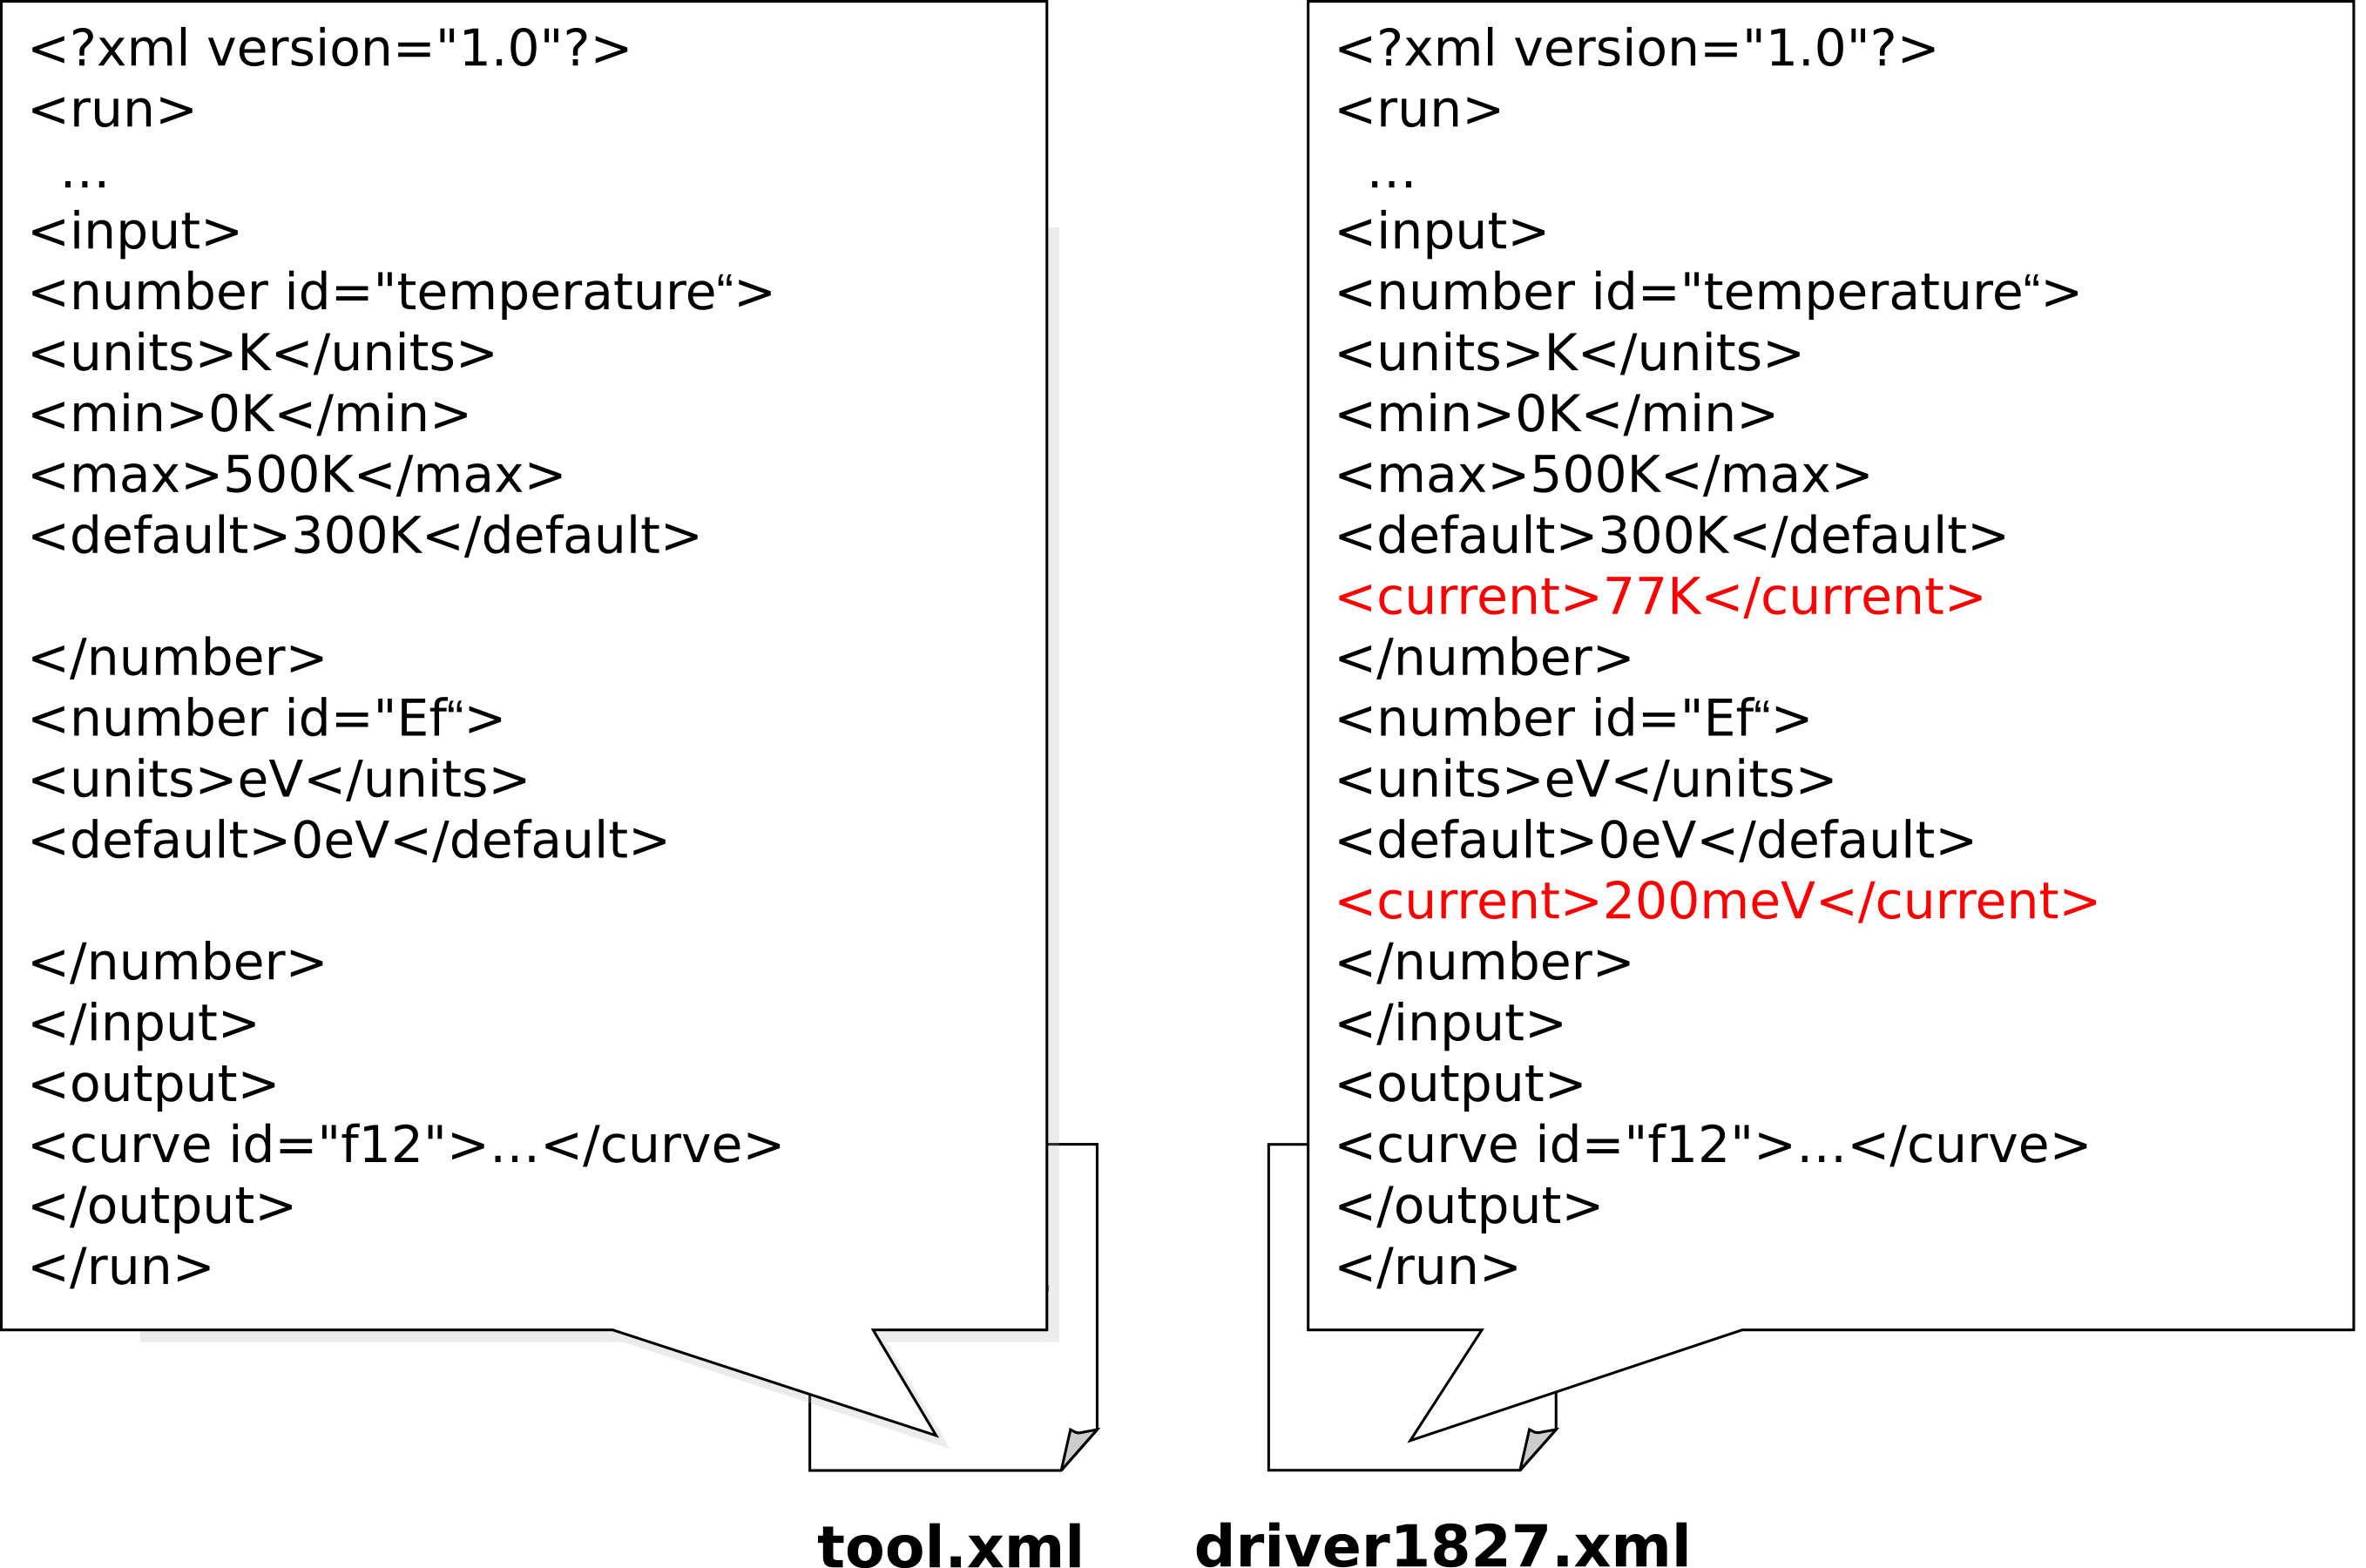 <?xml version="1.0"?>
<run>
...
<input>
<number id="temperature“>
<units>K</units>
<min>0K</min>
<max>500K</max>
<default>300K</default>
</number>
<number id="Ef“>
<units>eV</units>
<default>0eV</default>
</number>
</input>
<output>
<curve id="f12">...</curve>
</output>
</run>
tool.xml
<?xml version="1.0"?>
<run>
...
<input>
<number id="temperature“>
<units>K</units>
<min>0K</min>
<max>500K</max>
<default>300K</default>
<current>77K</current>
</number>
<number id="Ef“>
<units>eV</units>
<default>0eV</default>
<current>200meV</current>
</number>
</input>
<output>
<curve id="f12">...</curve>
</output>
</run>
driver1827.xml